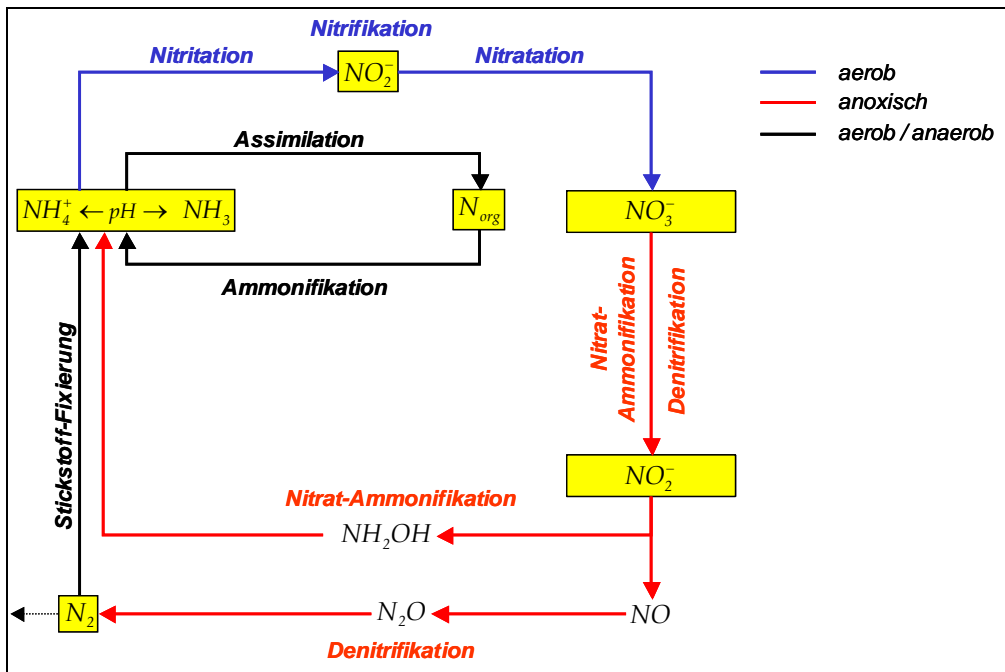 Nitrifikation
Nitritation
NO₂⁻
Nitratation
aerob
anoxisch
aerob / anaerob
Assimilation
NH₄⁺ ← pH → NH₃
N_org
NO₃⁻
Ammonifikation
Stickstoff-Fixierung
Nitrat-
Ammonifikation
Denitrifikation
NO₂⁻
Nitrat-Ammonifikation
NH₂OH
N₂
N₂O
NO
Denitrifikation